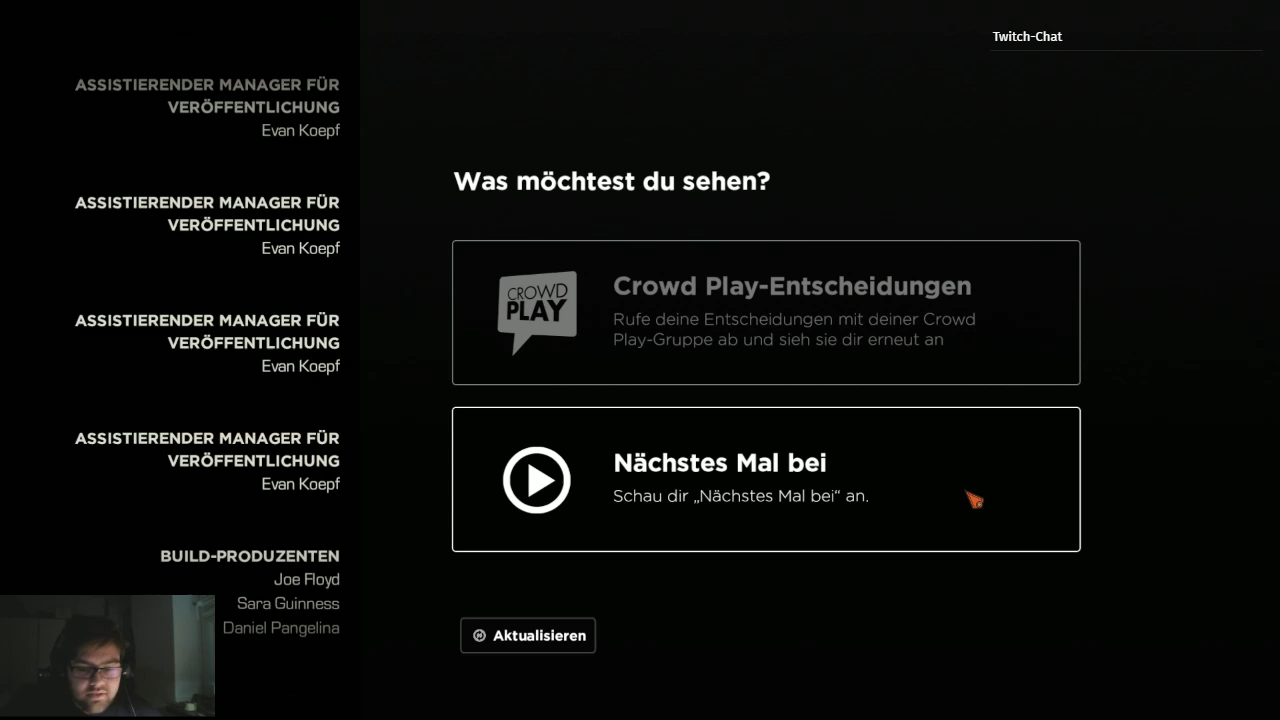 Twitch-Chat
ASSISTIERENDER MANAGER FÜR
VERÖFFENTLICHUNG
Evan Koepf
ASSISTIERENDER MANAGER FÜR
VERÖFFENTLICHUNG
Evan Koepf
ASSISTIERENDER MANAGER FÜR
VERÖFFENTLICHUNG
Evan Koepf
ASSISTIERENDER MANAGER FÜR
VERÖFFENTLICHUNG
Evan Koepf
BUILD-PRODUZENTEN
Joe Floyd
Sara Guinness
Daniel Pangelina
Was möchtest du sehen?
CROWD
PLAY
Crowd Play-Entscheidungen
Rufe deine Entscheidungen mit deiner Crowd
Play-Gruppe ab und sieh sie dir erneut an
Nächstes Mal bei
Schau dir „Nächstes Mal bei“ an.
Aktualisieren